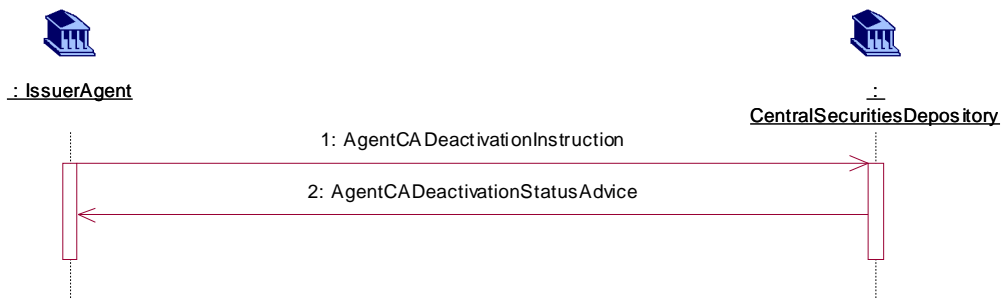 : IssuerAgent
:
CentralSecuritiesDepository
1: AgentCADeactivationInstruction
2: AgentCADeactivationStatusAdvice